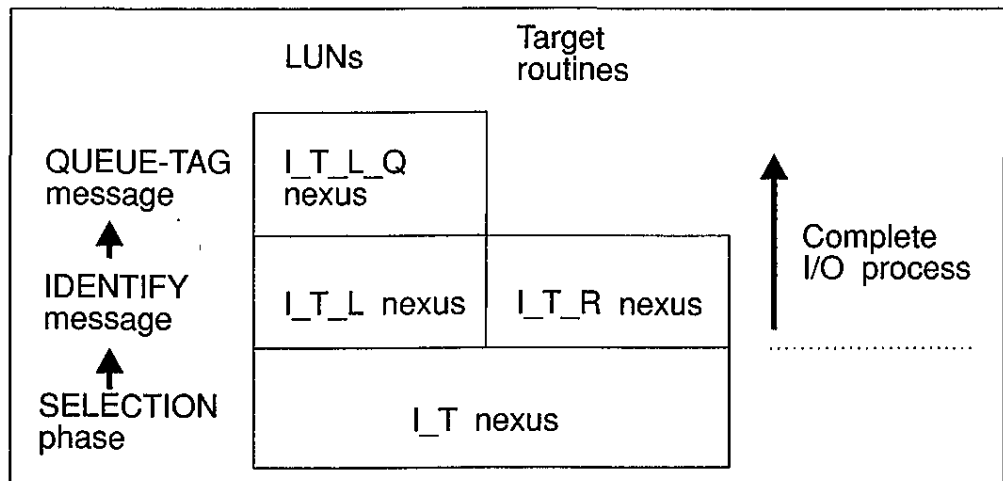 LUNs
Target
routines
QUEUE-TAG
message
I_T_L_Q
nexus
IDENTIFY
message
I_T_L nexus
I_T_R nexus
Complete
I/O process
SELECTION
phase
I_T nexus